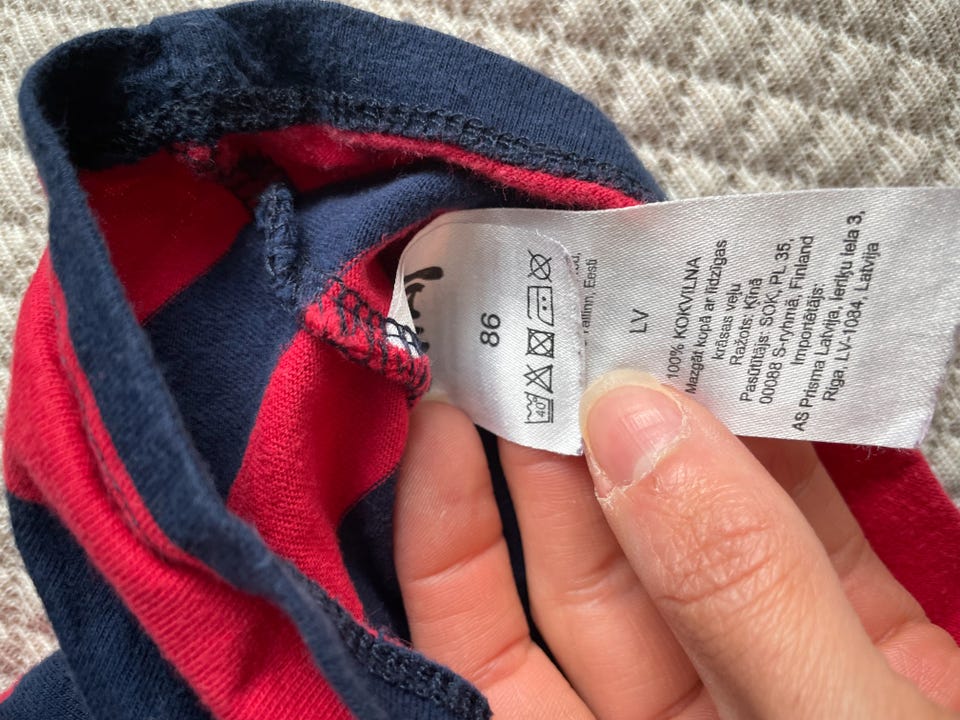 86
40
Tallinn, Eesti
LV
100% KOKVILNA
Mazgāt kopā ar līdzīgas
krāsas veļu
Ražots: Ķīnā
Pasūtītājs SOK, PL 35,
00088 S-ryhmä, Finland
Importētājs:
AS Prisma Latvija, Ieriķu iela 3,
Rīga, LV-1084, Latvija